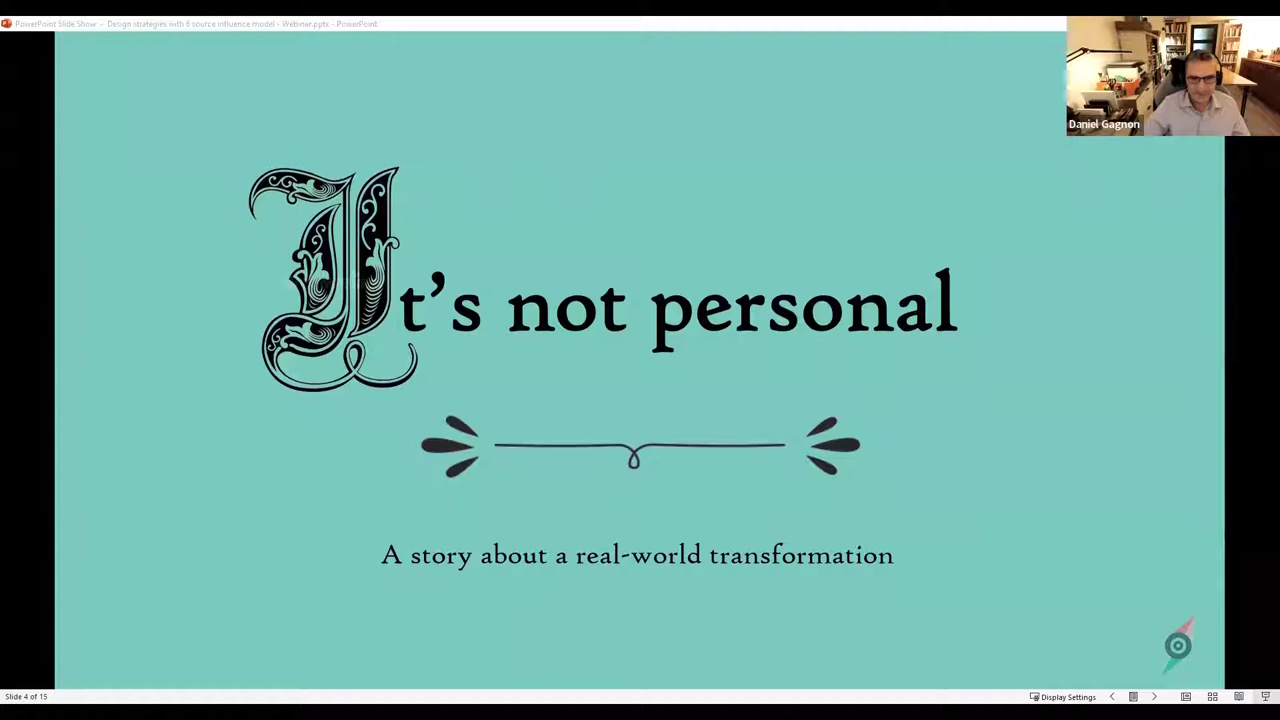 PowerPoint Slide Show - Design strategies with 6 source influence model - Webinar.pptx - PowerPoint
Daniel Gagnon
It's not personal
A story about a real-world transformation
Slide 4 of 15
Display Settings